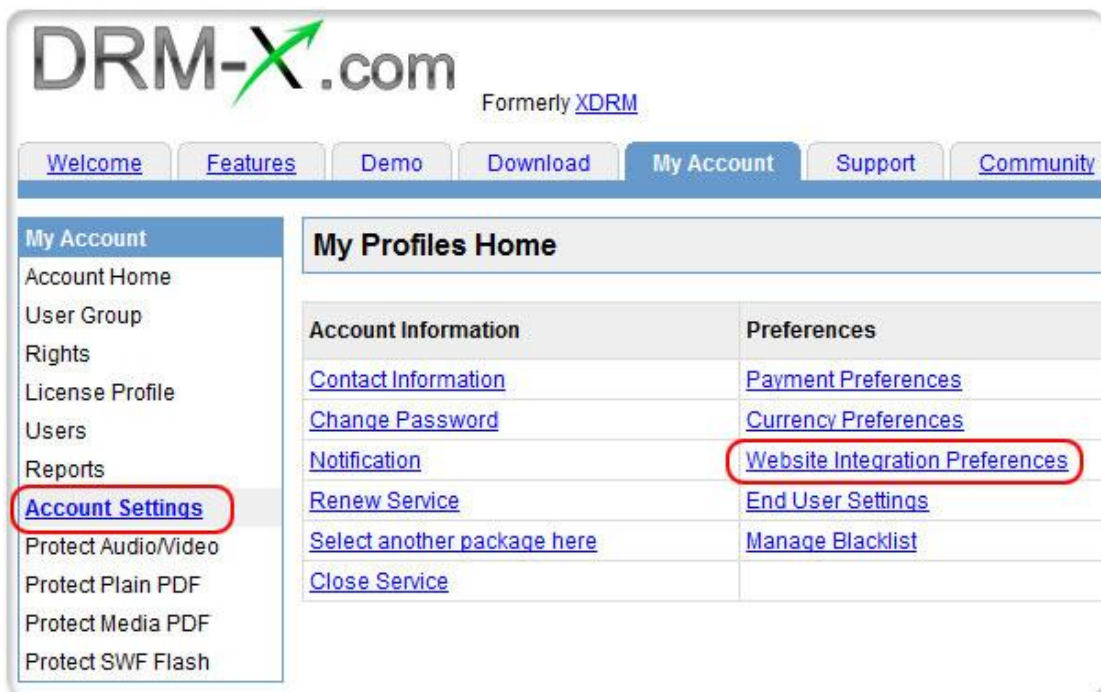 DRM-X.com
Formerly XDRM
Welcome Features Demo Download My Account Support Community
My Account
Account Home
User Group
Rights
License Profile
Users
Reports
Account Settings
Protect Audio/Video
Protect Plain PDF
Protect Media PDF
Protect SWF Flash
My Profiles Home
Account Information Preferences
Contact Information Payment Preferences
Change Password Currency Preferences
Notification Website Integration Preferences
Renew Service End User Settings
Select another package here Manage Blacklist
Close Service